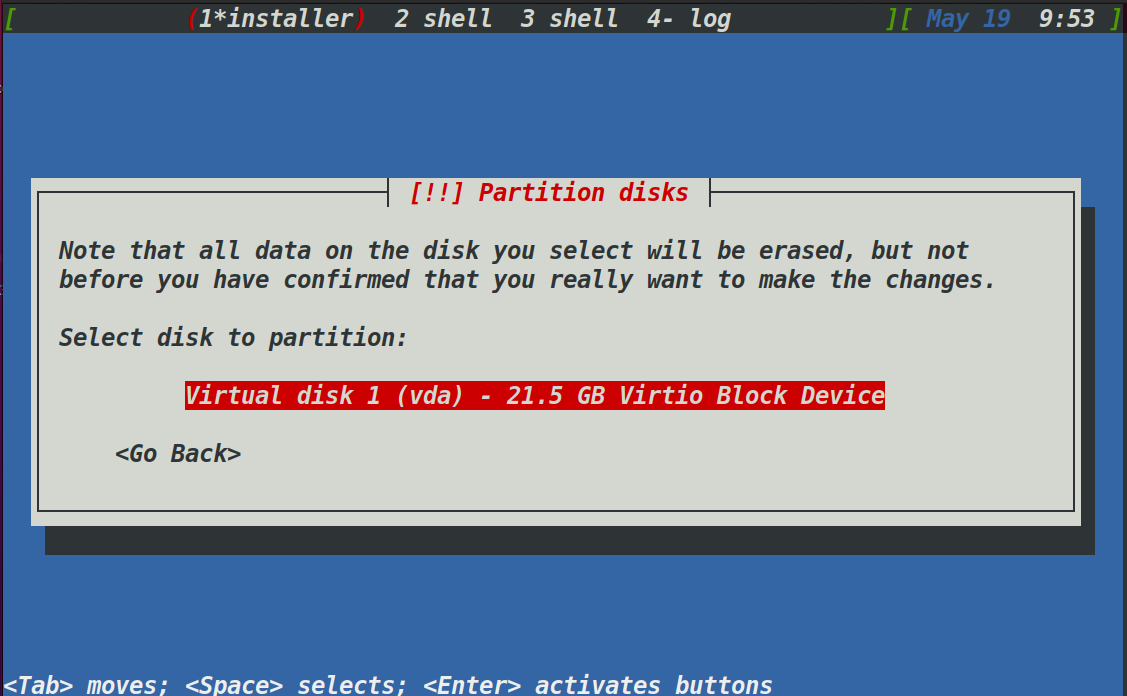 [ (1*installer) 2 shell 3 shell 4- log ][ May 19 9:53 ]
[!!] Partition disks
Note that all data on the disk you select will be erased, but not
before you have confirmed that you really want to make the changes.
Select disk to partition:
Virtual disk 1 (vda) - 21.5 GB Virtio Block Device
<Go Back>
<Tab> moves; <Space> selects; <Enter> activates buttons